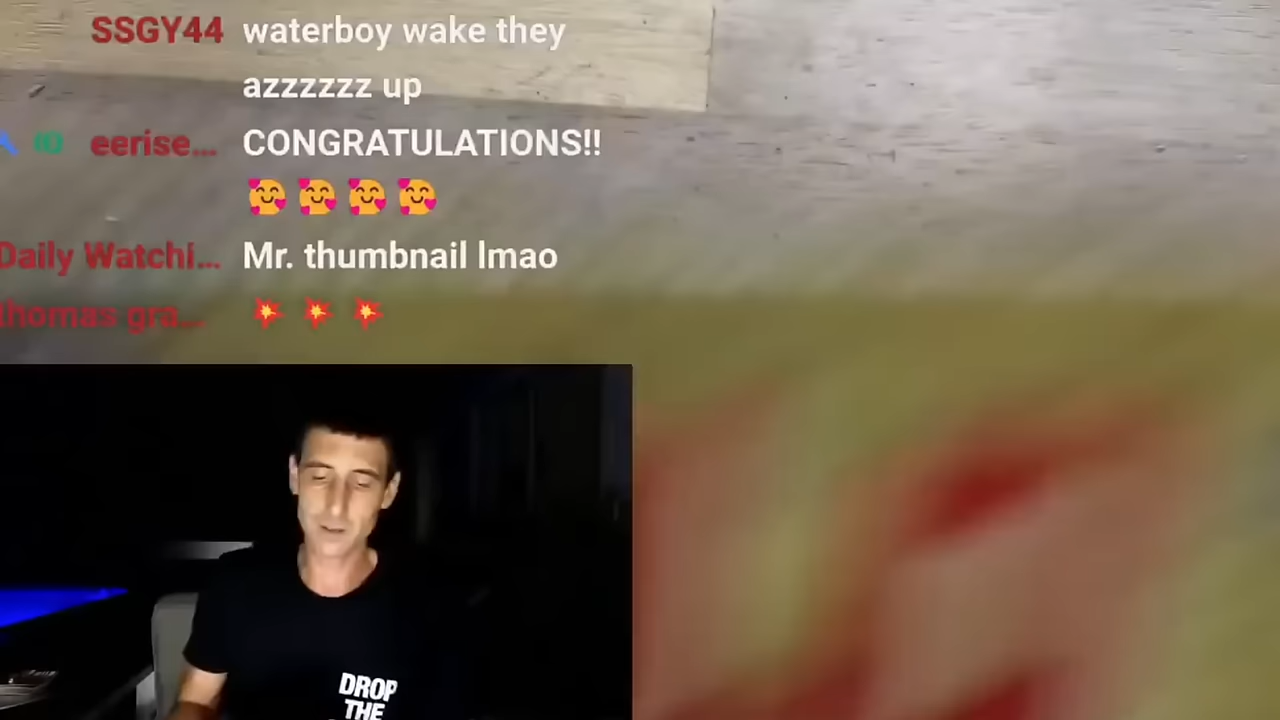 SSGY44 waterboy wake they
azzzzzz up
eerise... CONGRATULATIONS!!
🥰 🥰 🥰 🥰
Daily Watchi... Mr. thumbnail lmao
thomas gra... 💥 💥 💥
DROP
THE